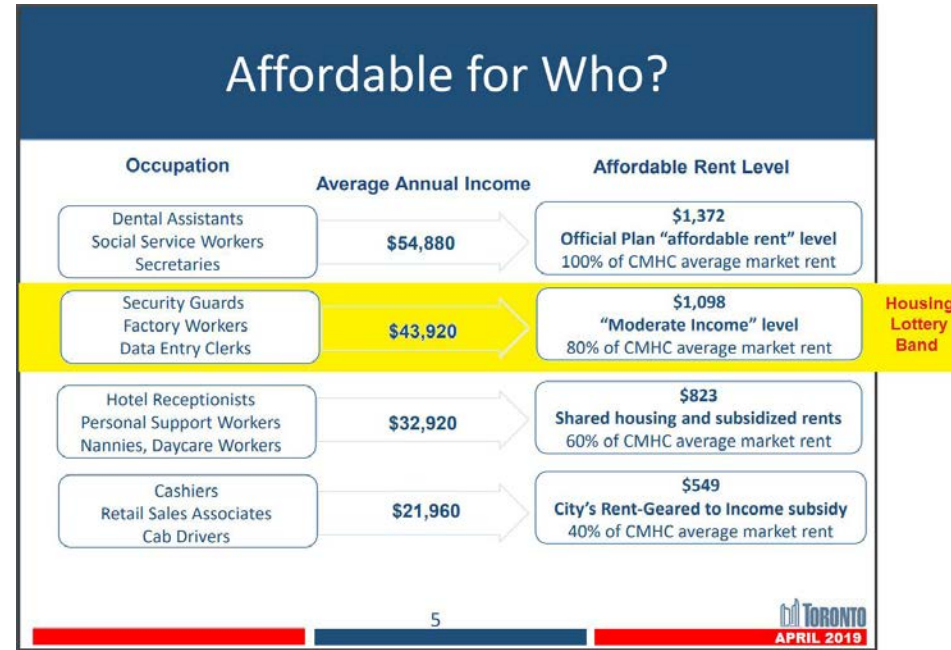 Affordable for Who?
Occupation
Average Annual Income
Affordable Rent Level
Dental Assistants
Social Service Workers
Secretaries
$54,880
$1,372
Official Plan “affordable rent” level
100% of CMHC average market rent
Security Guards
Factory Workers
Data Entry Clerks
$43,920
$1,098
“Moderate Income” level
80% of CMHC average market rent
Housing
Lottery
Band
Hotel Receptionists
Personal Support Workers
Nannies, Daycare Workers
$32,920
$823
Shared housing and subsidized rents
60% of CMHC average market rent
Cashiers
Retail Sales Associates
Cab Drivers
$21,960
$549
City’s Rent-Geared to Income subsidy
40% of CMHC average market rent
5
TORONTO
APRIL 2019